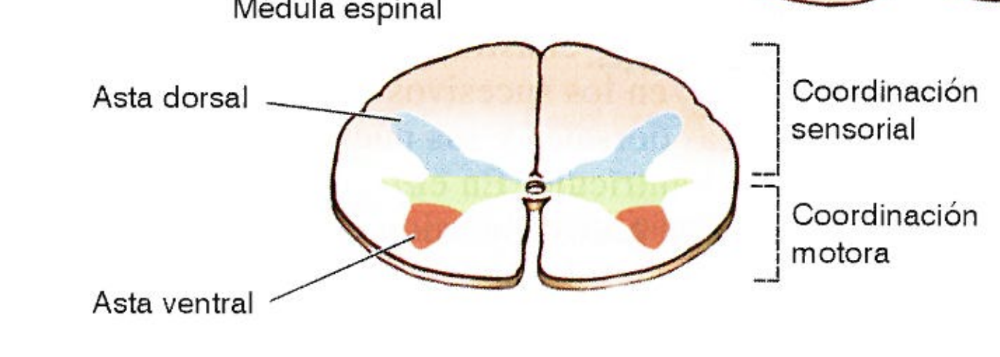 Medula espinal
Asta dorsal
Coordinación
sensorial
Coordinación
motora
Asta ventral